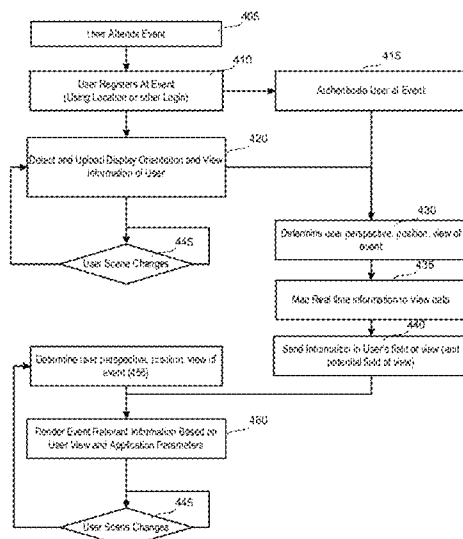 405
User Attends Event
410
User Registers At Event
(Using Location or other Login)
415
Authenticate User at Event
420
Detect and Upload Display Orientation and View
Information of User
430
Determine user perspective, position, view of
event
445
User Scene Changes
435
Map Real time information to View data
440
Send Information in User's field of view (and
potential field of view)
Determine user perspective, position, view of
event (455)
460
Render Event Relevant Information Based on
User View and Application Parameters
445
User Scene Changes